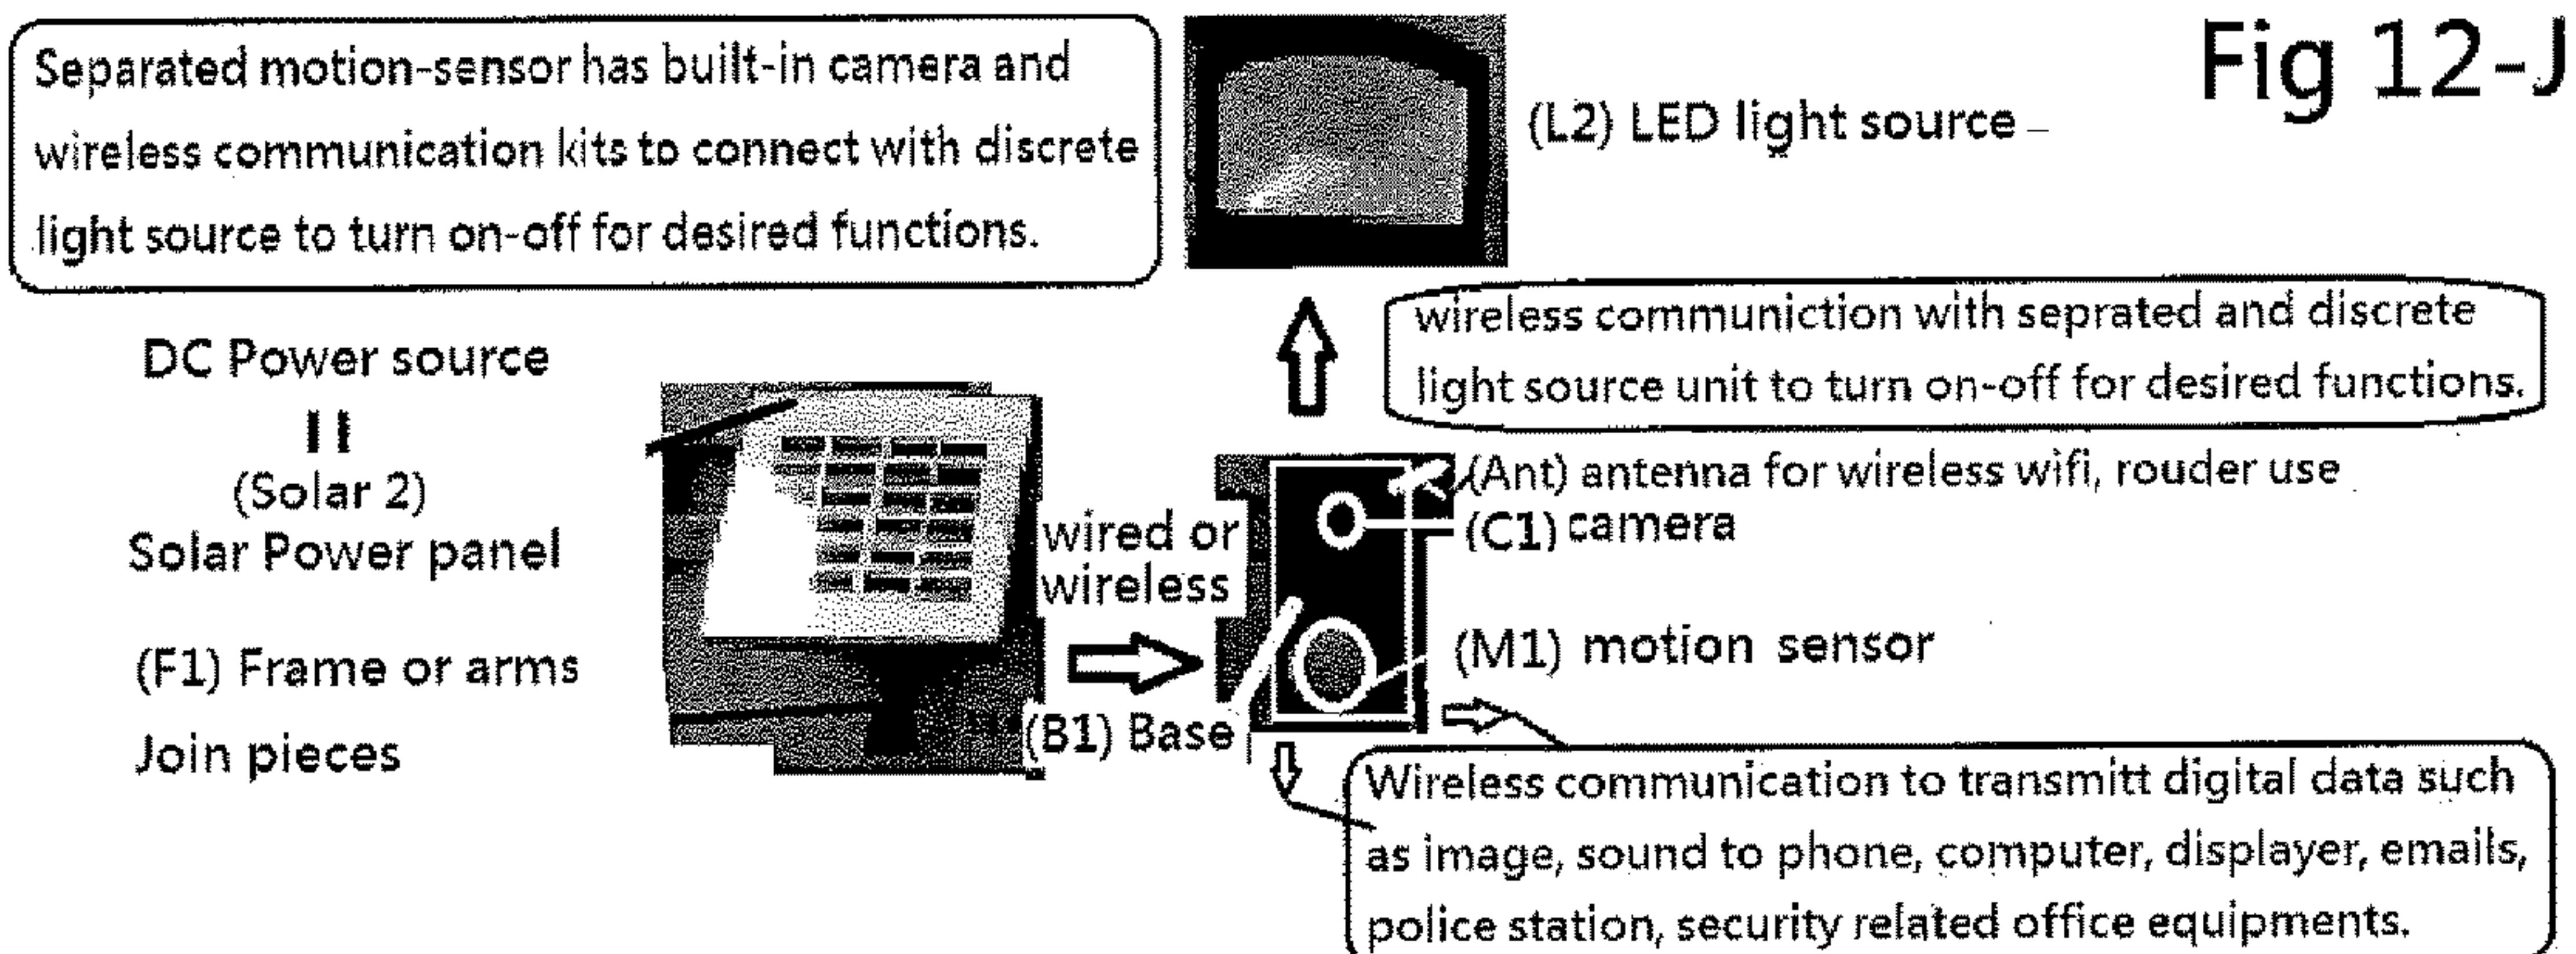 Fig 12-J
Separated motion-sensor has built-in camera and
wireless communication kits to connect with discrete
light source to turn on-off for desired functions.
(L2) LED light source
wireless communiction with seprated and discrete
light source unit to turn on-off for desired functions.
DC Power source
(Solar 2)
Solar Power panel
(F1) Frame or arms
Join pieces
wired or
wireless
(B1) Base
(Ant) antenna for wireless wifi, rouder use
(C1) camera
(M1) motion sensor
Wireless communication to transmitt digital data such
as image, sound to phone, computer, displayer, emails,
police station, security related office equipments.